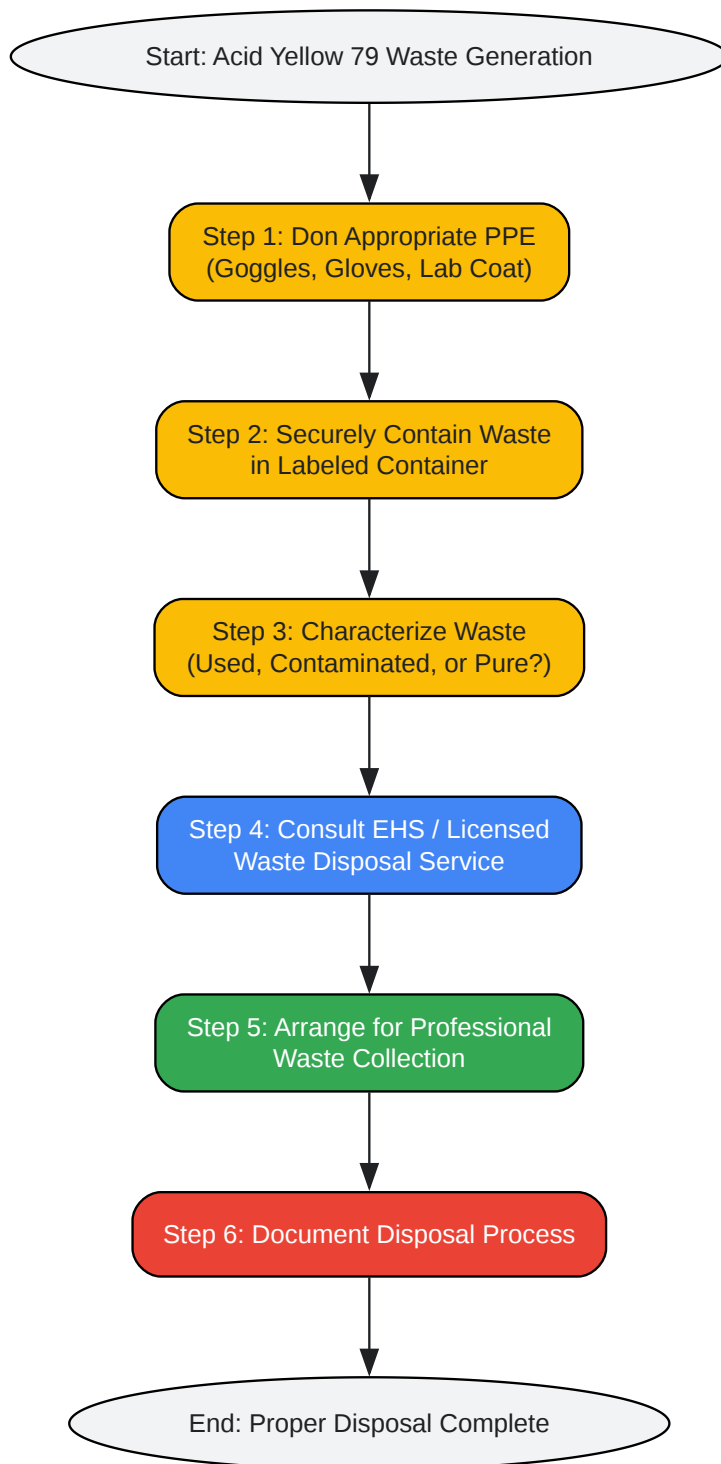 Start: Acid Yellow 79 Waste Generation
Step 1: Don Appropriate PPE
(Goggles, Gloves, Lab Coat)
Step 2: Securely Contain Waste
in Labeled Container
Step 3: Characterize Waste
(Used, Contaminated, or Pure?)
Step 4: Consult EHS / Licensed
Waste Disposal Service
Step 5: Arrange for Professional
Waste Collection
Step 6: Document Disposal Process
End: Proper Disposal Complete